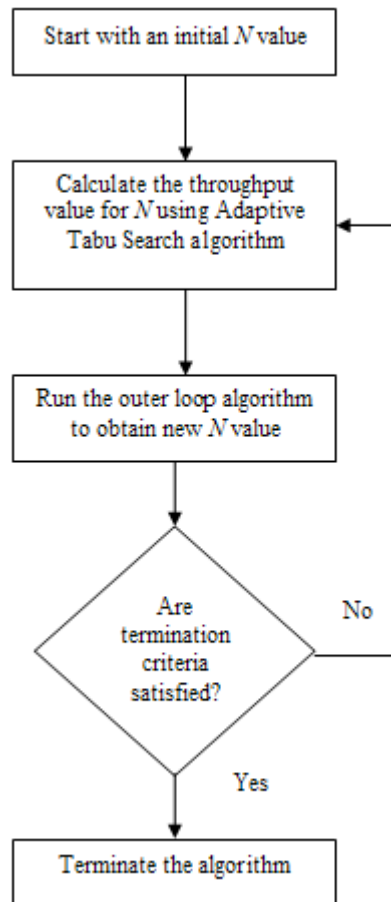 Start with an initial N value
Calculate the throughput
value for N using Adaptive
Tabu Search algorithm
Run the outer loop algorithm
to obtain new N value
Are
termination
criteria
satisfied?
No
Yes
Terminate the algorithm